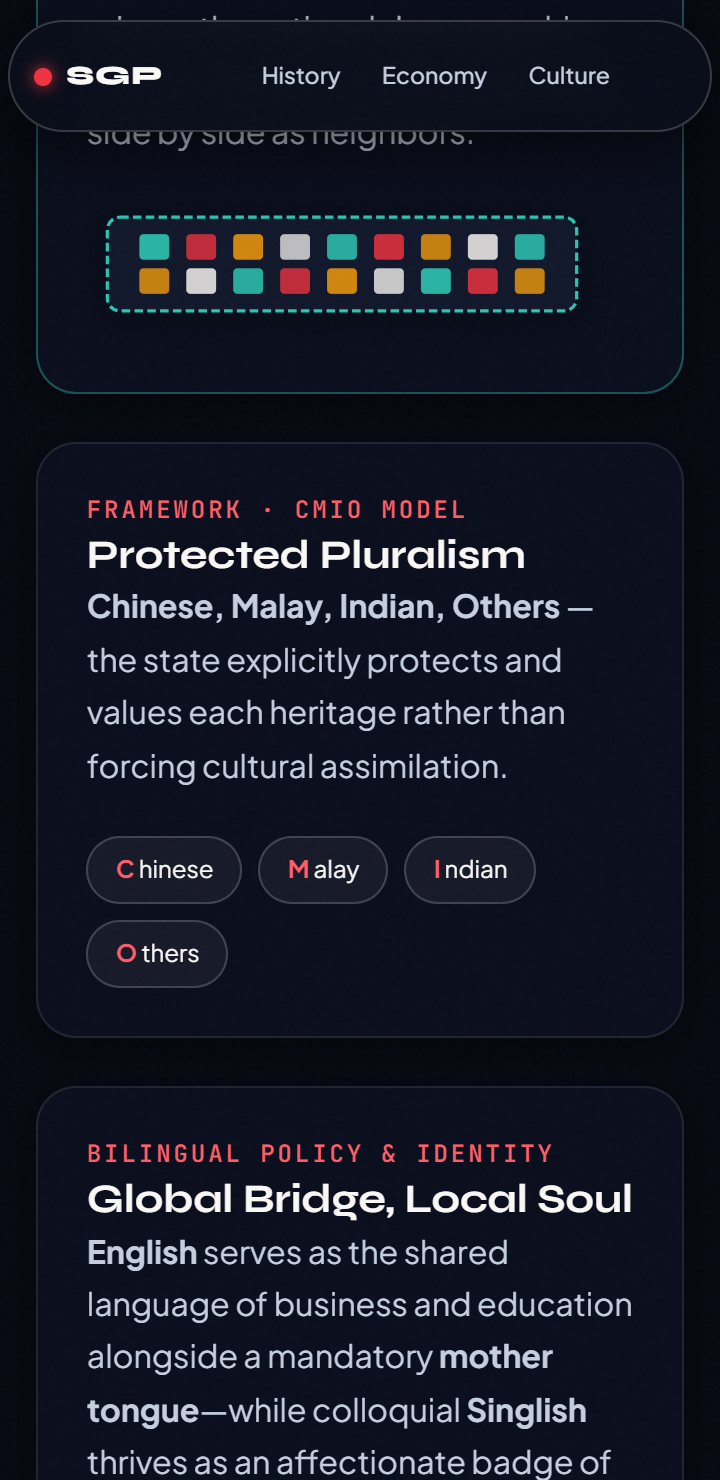 SGP
History
Economy
Culture
side by side as neighbors.
FRAMEWORK · CMIO MODEL
Protected Pluralism
Chinese, Malay, Indian, Others —
the state explicitly protects and
values each heritage rather than
forcing cultural assimilation.
Chinese
Malay
Indian
Others
BILINGUAL POLICY & IDENTITY
Global Bridge, Local Soul
English serves as the shared
language of business and education
alongside a mandatory mother
tongue—while colloquial Singlish
thrives as an affectionate badge of